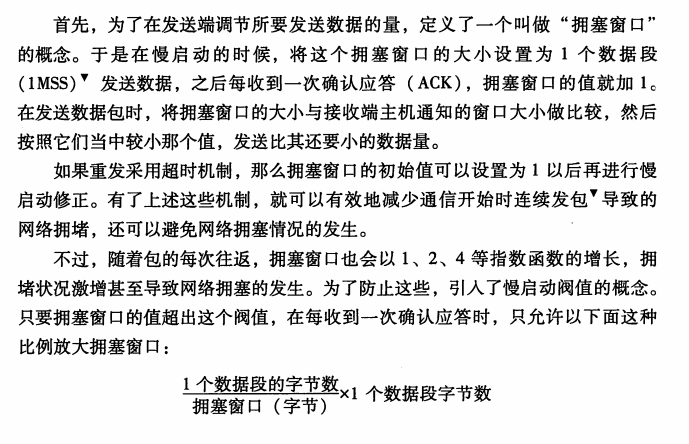 首先，为了在发送端调节所要发送数据的量，定义了一个叫做“拥塞窗口”
的概念。于是在慢启动的时候，将这个拥塞窗口的大小设置为 1 个数据段
(1MSS)▼ 发送数据，之后每收到一次确认应答（ACK），拥塞窗口的值就加 1。
在发送数据包时，将拥塞窗口的大小与接收端主机通知的窗口大小做比较，然后
按照它们当中较小那个值，发送比其还要小的数据量。
如果重发采用超时机制，那么拥塞窗口的初始值可以设置为 1 以后再进行慢
启动修正。有了上述这些机制，就可以有效地减少通信开始时连续发包▼导致的
网络拥堵，还可以避免网络拥塞情况的发生。
不过，随着包的每次往返，拥塞窗口也会以 1、2、4 等指数函数的增长，拥
堵状况激增甚至导致网络拥塞的发生。为了防止这些，引入了慢启动阀值的概念。
只要拥塞窗口的值超出这个阀值，在每收到一次确认应答时，只允许以下面这种
比例放大拥塞窗口：
1 个数据段的字节数
拥塞窗口（字节）
×1 个数据段字节数